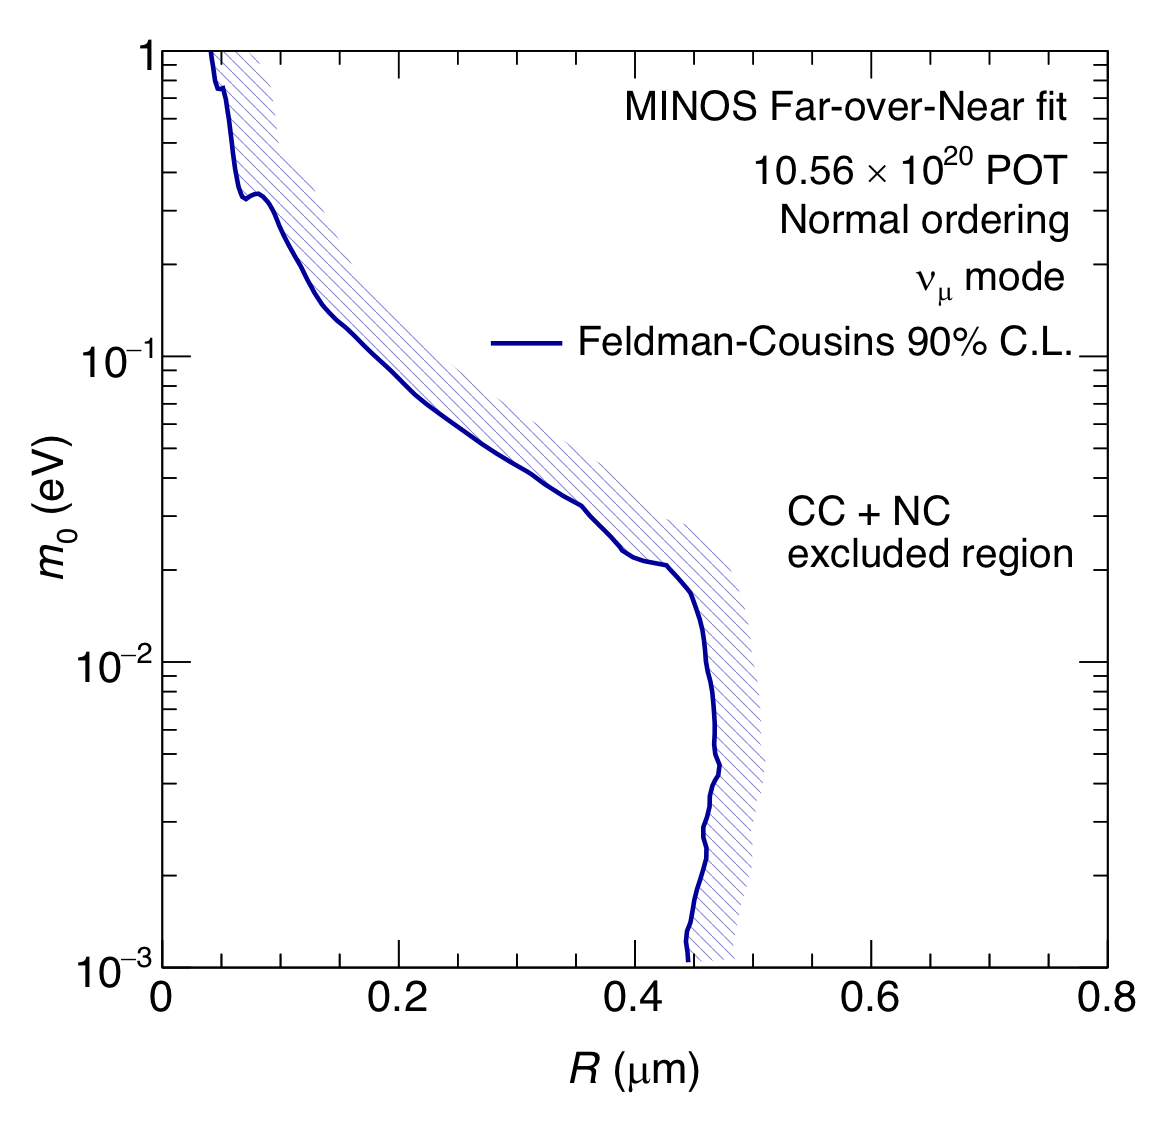 1
MINOS Far-over-Near fit
10.56 × 10²⁰ POT
Normal ordering
νμ mode
Feldman-Cousins 90% C.L.
10⁻¹
m₀ (eV)
CC + NC
excluded region
10⁻²
10⁻³
0 0.2 0.4 0.6 0.8
R (μm)